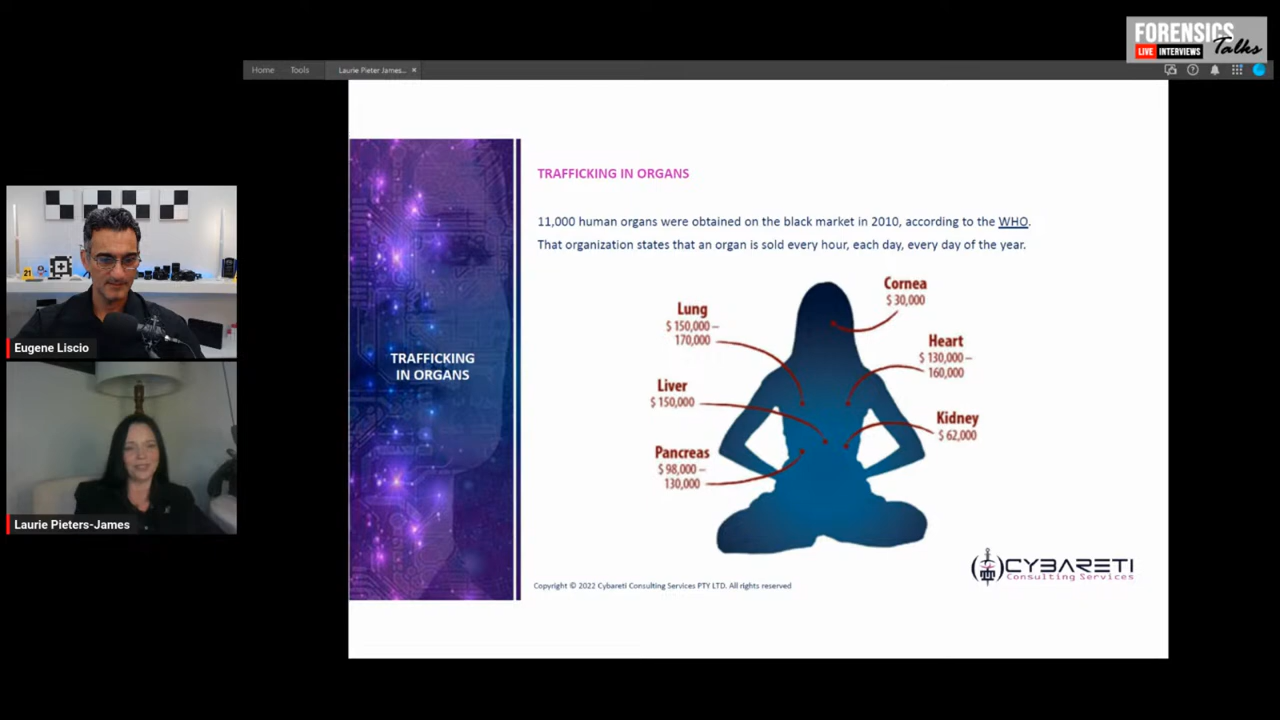 FORENSICS
LIVE INTERVIEWS Talks
Home Tools Laurie Pieter James... ×
TRAFFICKING IN ORGANS
11,000 human organs were obtained on the black market in 2010, according to the WHO.
That organization states that an organ is sold every hour, each day, every day of the year.
Cornea
$ 30,000
Lung
$ 150,000 –
170,000
Heart
$ 130,000 –
160,000
Liver
$ 150,000
Kidney
$ 62,000
Pancreas
$ 98,000 –
130,000
TRAFFICKING
IN ORGANS
CYBARETI
Consulting Services
Copyright © 2022 Cybareti Consulting Services PTY LTD. All rights reserved
21
Eugene Liscio
Laurie Pieters-James